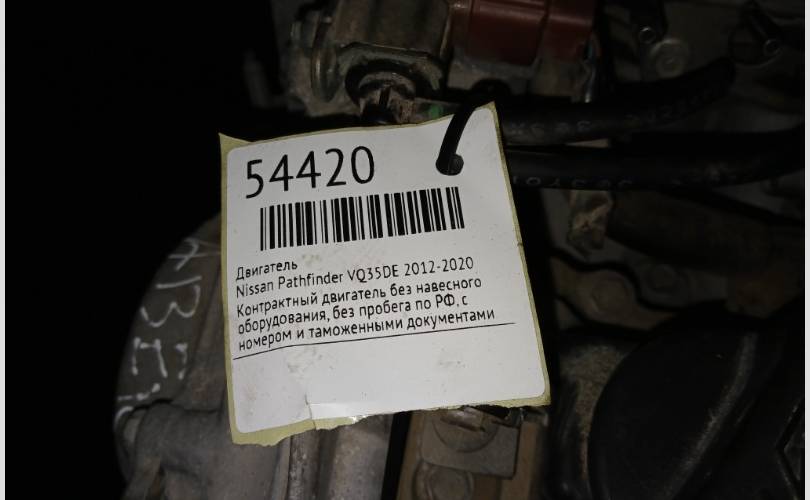 54420
Двигатель
Nissan Pathfinder VQ35DE 2012-2020
Контрактный двигатель без навесного
оборудования, без пробега по РФ, с
номером и таможенными документами